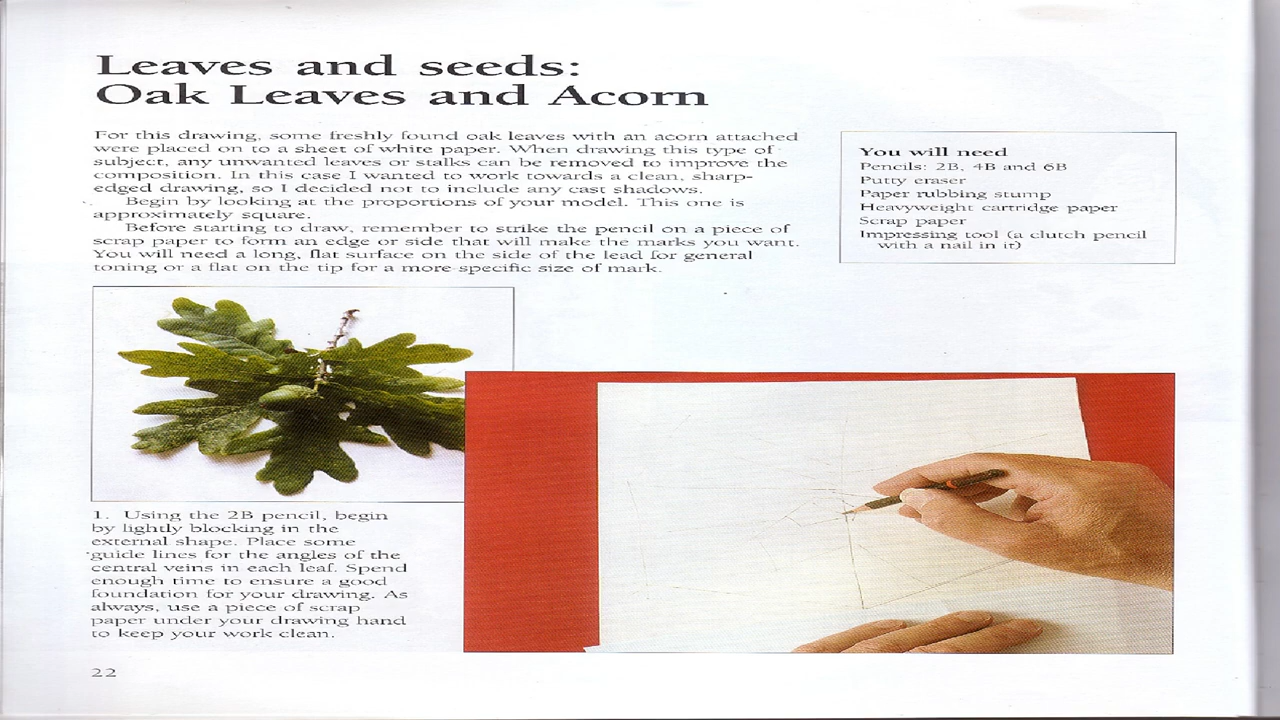 Leaves and seeds:
Oak Leaves and Acorn
For this drawing, some freshly found oak leaves with an acorn attached
were placed on to a sheet of white paper. When drawing this type of
subject, any unwanted leaves or stalks can be removed to improve the
composition. In this case I wanted to work towards a clean, sharp-
edged drawing, so I decided not to include any cast shadows.
Begin by looking at the proportions of your model. This one is
approximately square.
Before starting to draw, remember to strike the pencil on a piece of
scrap paper to form an edge or side that will make the marks you want.
You will need a long, flat surface on the side of the lead for general
toning or a flat on the tip for a more specific size of mark.
You will need
Pencils: 2B, 4B and 6B
Putty eraser
Paper rubbing stump
Heavyweight cartridge paper
Scrap paper
Impressing tool (a clutch pencil
with a nail in it)
1. Using the 2B pencil, begin
by lightly blocking in the
external shape. Place some
guide lines for the angles of the
central veins in each leaf. Spend
enough time to ensure a good
foundation for your drawing. As
always, use a piece of scrap
paper under your drawing hand
to keep your work clean.
22